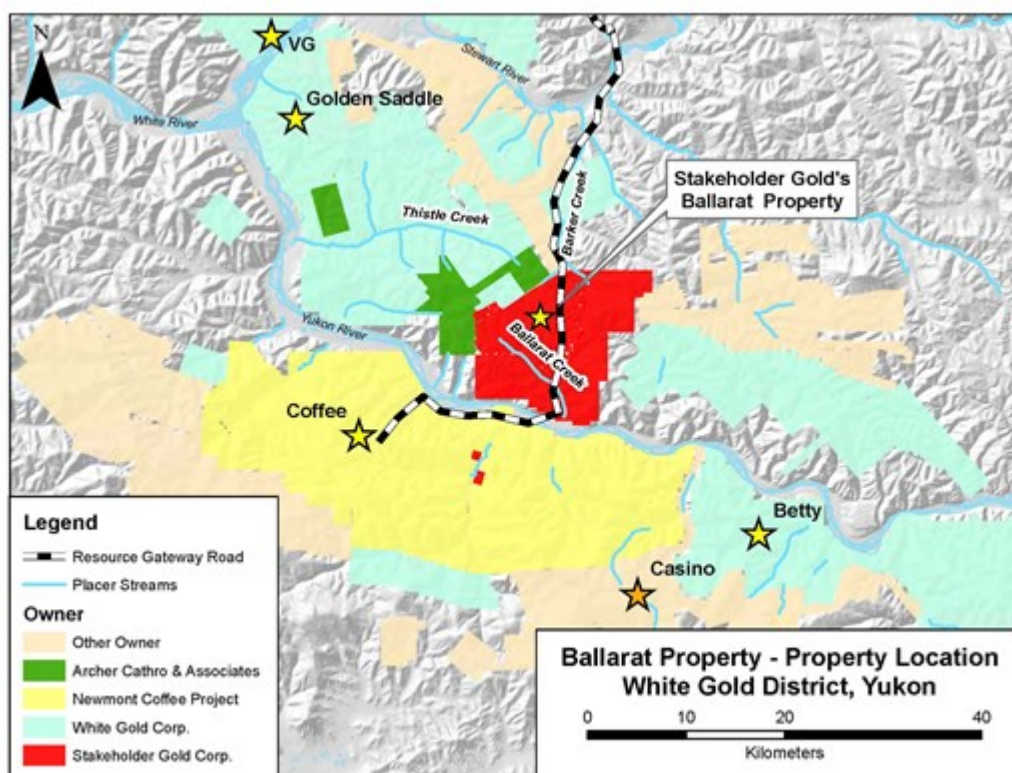 N
VG
Golden Saddle
Stewart River
White River
Stakeholder Gold's
Ballarat Property
Thistle Creek
Barker Creek
Yukon River
Ballarat Creek
Coffee
Betty
Casino
Legend
Resource Gateway Road
Placer Streams
Owner
Other Owner
Archer Cathro & Associates
Newmont Coffee Project
White Gold Corp.
Stakeholder Gold Corp.
Ballarat Property - Property Location
White Gold District, Yukon
0 10 20 40
Kilometers